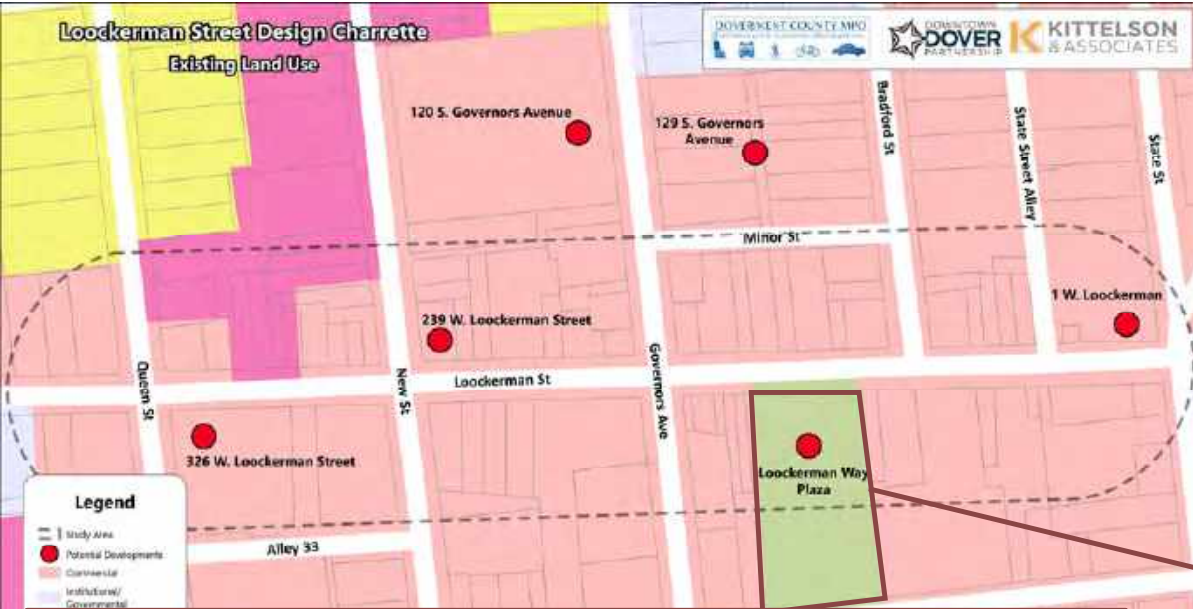 Loockerman Street Design Charrette
Existing Land Use
DOVER/KENT COUNTY MPO
DOWNTOWN
DOVER
PARTNERSHIP
KITTELSON
& ASSOCIATES
120 S. Governors Avenue
129 S. Governors
Avenue
Bradford St
State Street Alley
State St
Minor St
1 W. Loockerman
239 W. Loockerman Street
Queen St
New St
Loockerman St
Governors Ave
326 W. Loockerman Street
Loockerman Way
Plaza
Alley 33
Legend
Study Area
Potential Developments
Commercial
Institutional/
Governmental